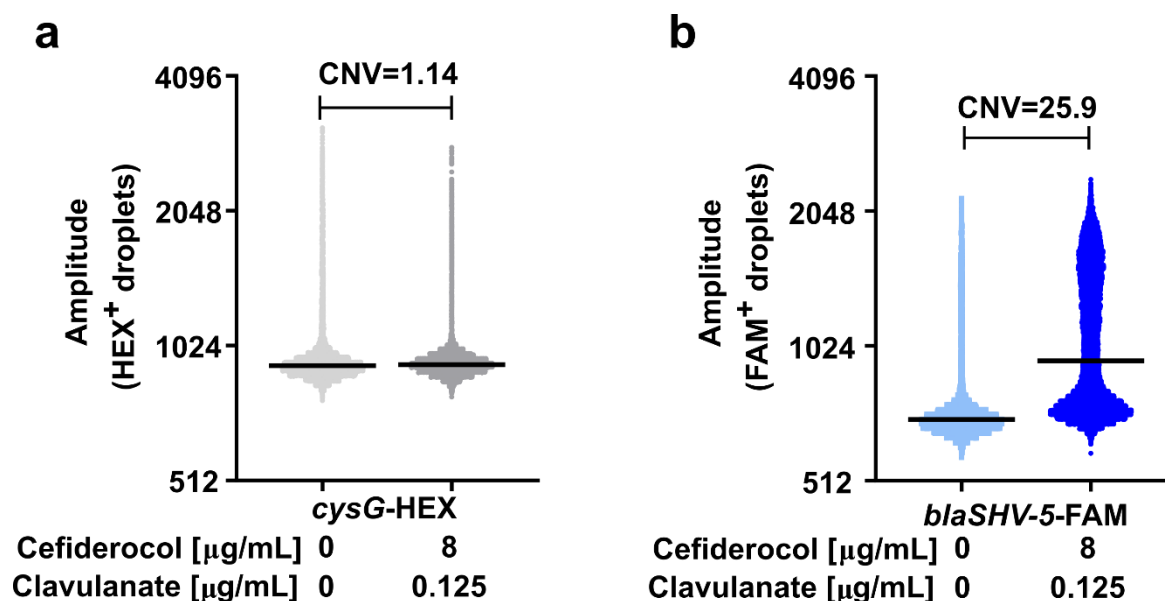 a
CNV=1.14
4096
2048
1024
512
Amplitude
(HEX+ droplets)
cysG-HEX
Cefiderocol [μg/mL] 0 8
Clavulanate [μg/mL] 0 0.125
b
CNV=25.9
4096
2048
1024
512
Amplitude
(FAM+ droplets)
blaSHV-5-FAM
Cefiderocol [μg/mL] 0 8
Clavulanate [μg/mL] 0 0.125